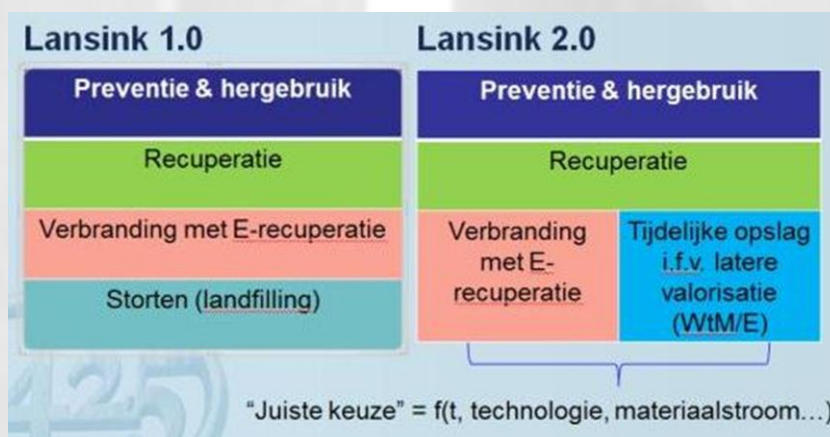 Lansink 1.0
Preventie & hergebruik
Recuperatie
Verbranding met E-recuperatie
Storten (landfilling)
Lansink 2.0
Preventie & hergebruik
Recuperatie
Verbranding
met E-
recuperatie
Tijdelijke opslag
i.f.v. latere
valorisatie
(WtM/E)
"Juiste keuze" = f(t, technologie, materiaalstroom...)